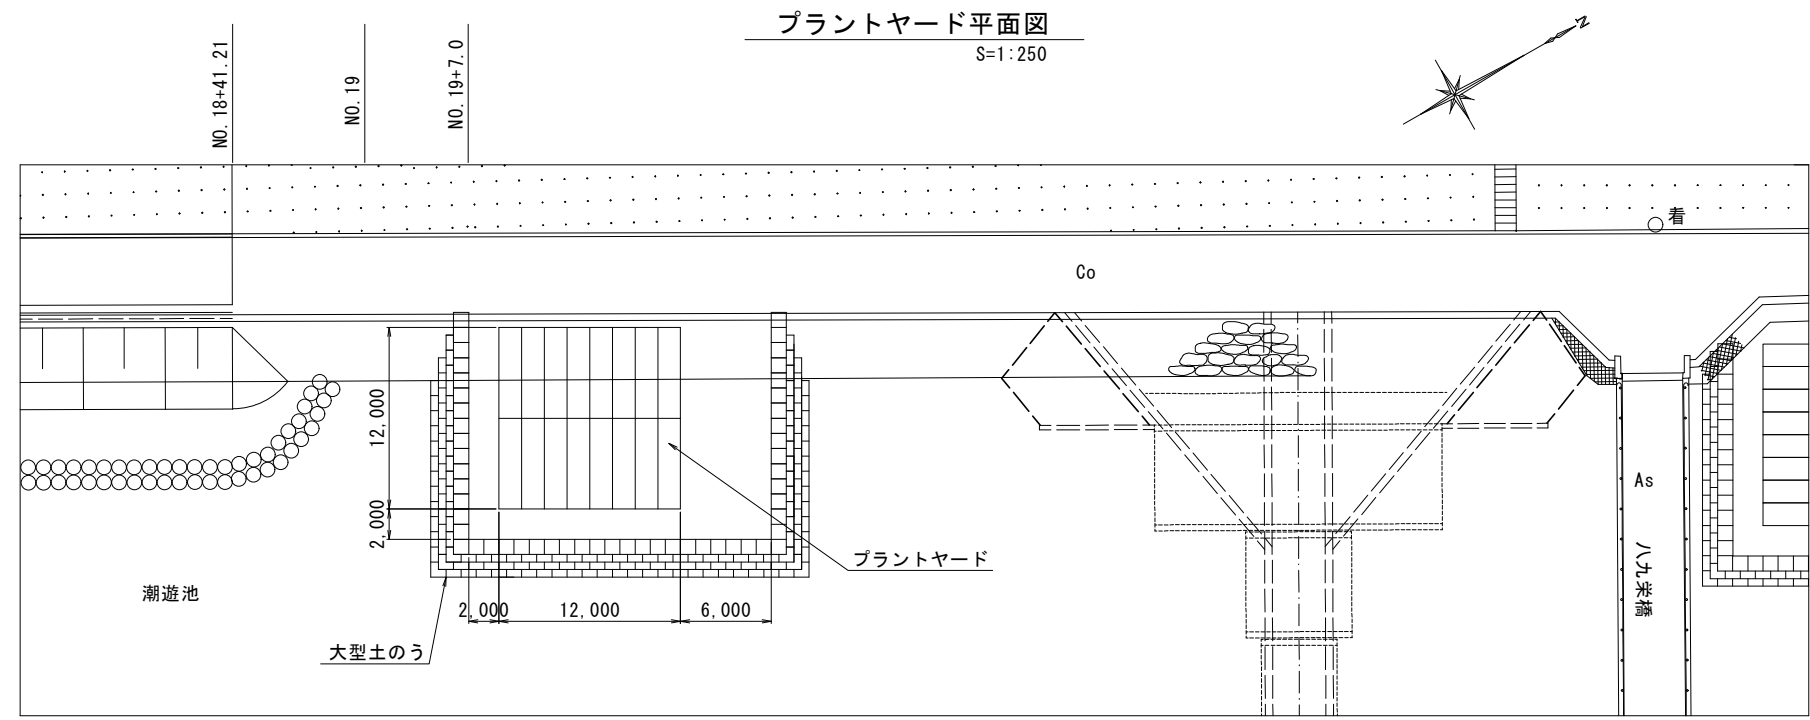 プラントヤード平面図
S=1:250
N
NO.18+41.21
NO.19
NO.19+7.0
看
Co
12,000
2,000
As
八九栄橋
プラントヤード
潮遊池
2,000
12,000
6,000
大型土のう